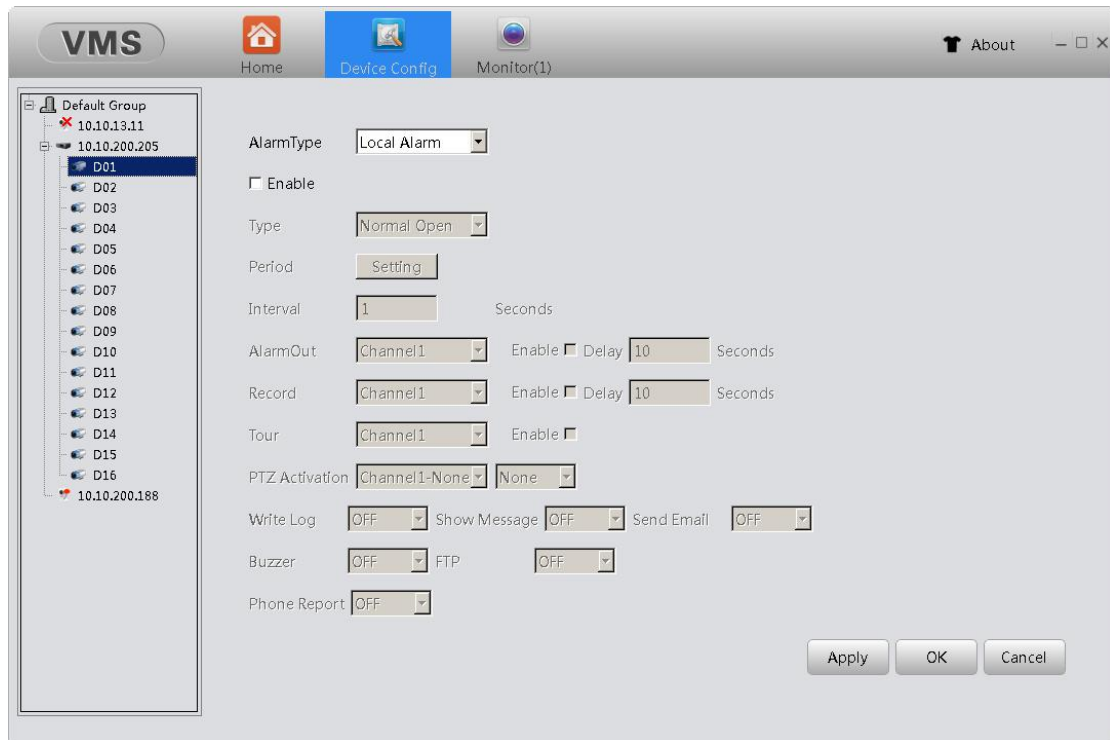 VMS
Home
Device Config
Monitor(1)
About
Default Group
10.10.13.11
10.10.200.205
D01
D02
D03
D04
D05
D06
D07
D08
D09
D10
D11
D12
D13
D14
D15
D16
10.10.200.188
AlarmType Local Alarm
Enable
Type Normal Open
Period Setting
Interval 1 Seconds
AlarmOut Channel1 Enable Delay 10 Seconds
Record Channel1 Enable Delay 10 Seconds
Tour Channel1 Enable
PTZ Activation Channel1-None None
Write Log OFF Show Message OFF Send Email OFF
Buzzer OFF FTP OFF
Phone Report OFF
Apply OK Cancel